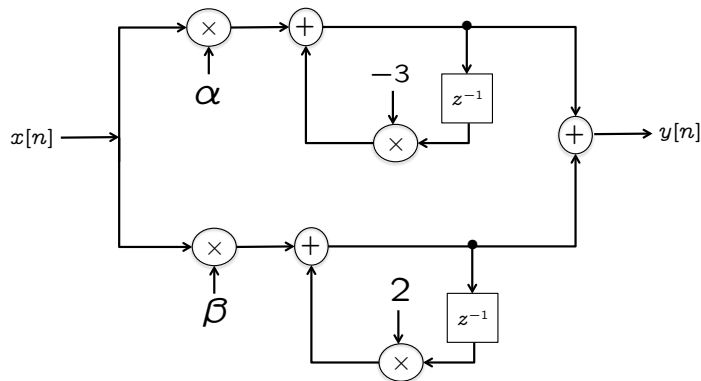 ×
+
α
−3
z⁻¹
×
x[n]
+
y[n]
×
+
β
2
z⁻¹
×